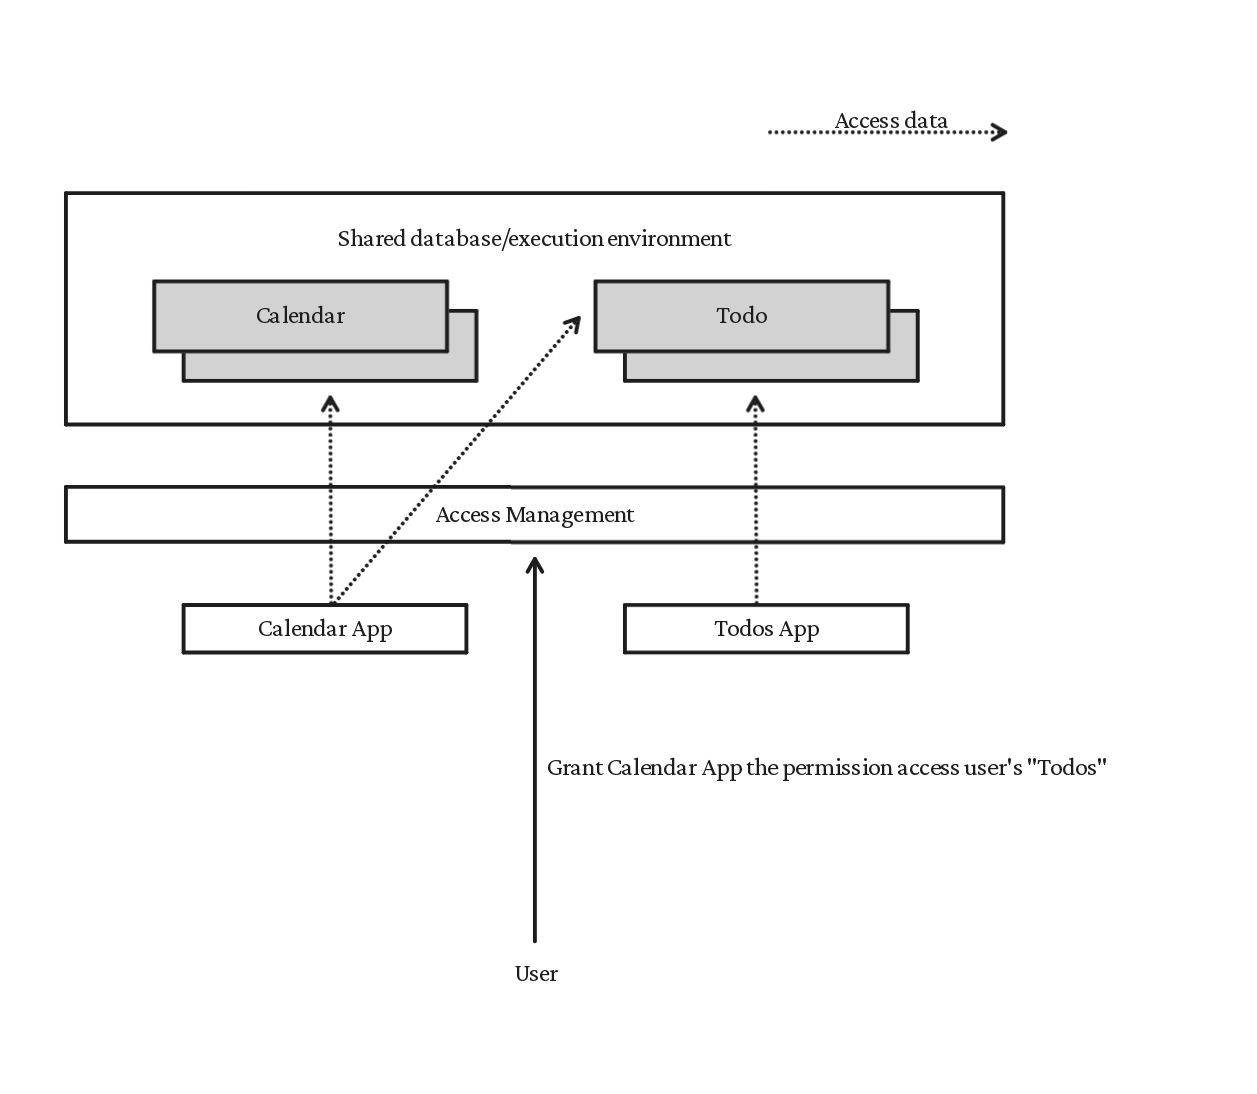 Access data
Shared database/execution environment
Calendar
Todo
Access Management
Calendar App
Todos App
Grant Calendar App the permission access user's "Todos"
User